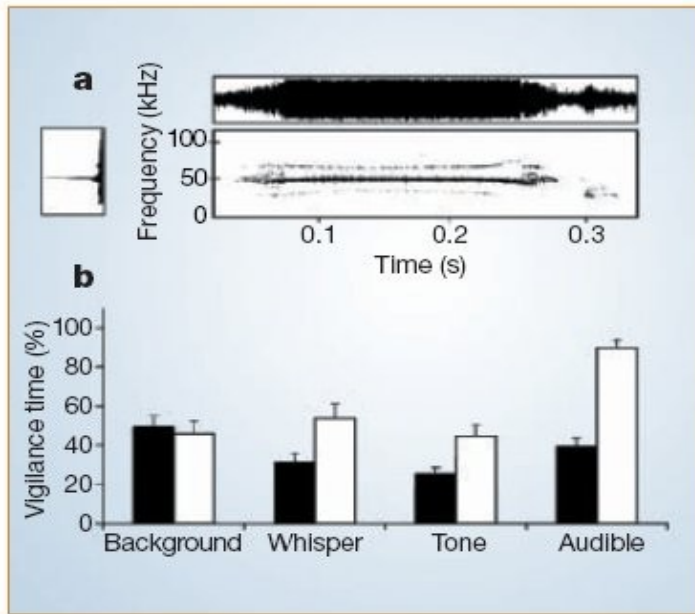 a
Frequency (kHz)
100
50
0
0.1 0.2 0.3
Time (s)
b
Vigilance time (%)
100
80
60
40
20
0
Background Whisper Tone Audible